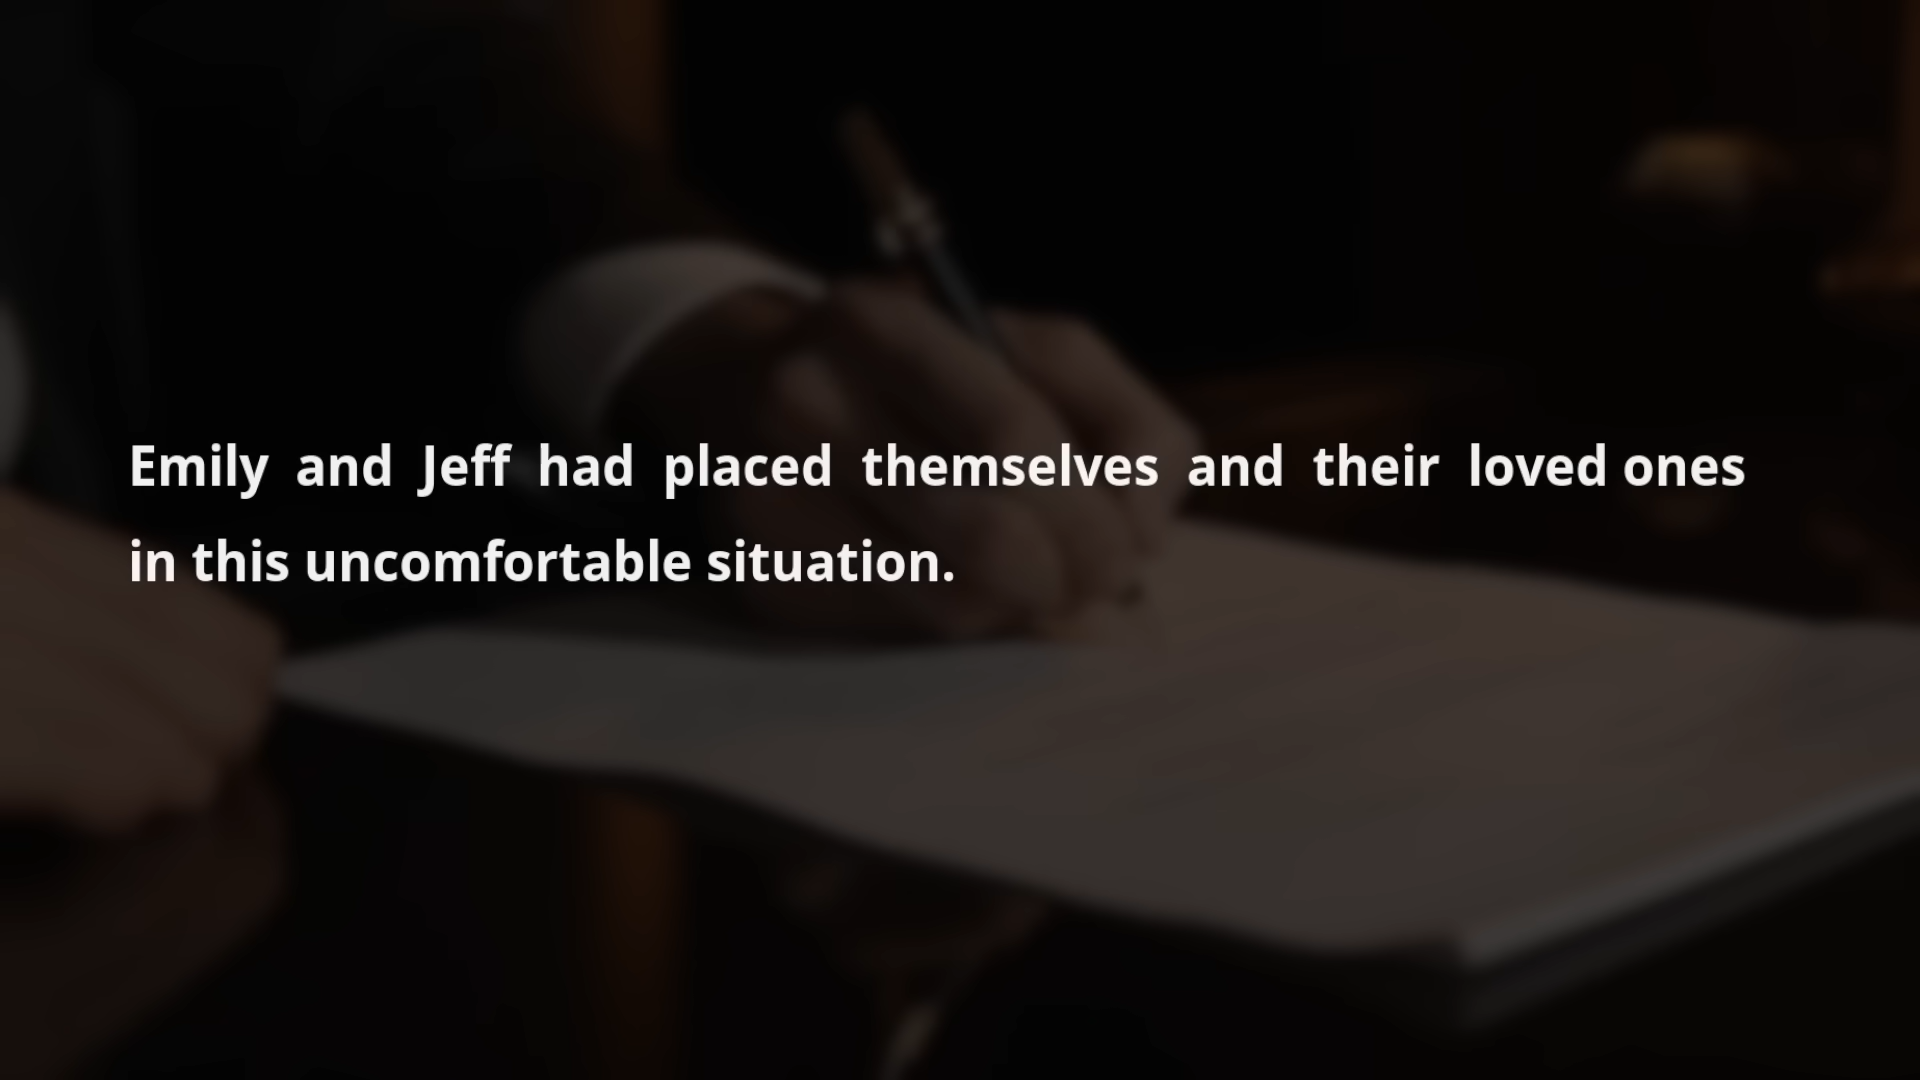 Emily and Jeff had placed themselves and their loved ones
in this uncomfortable situation.